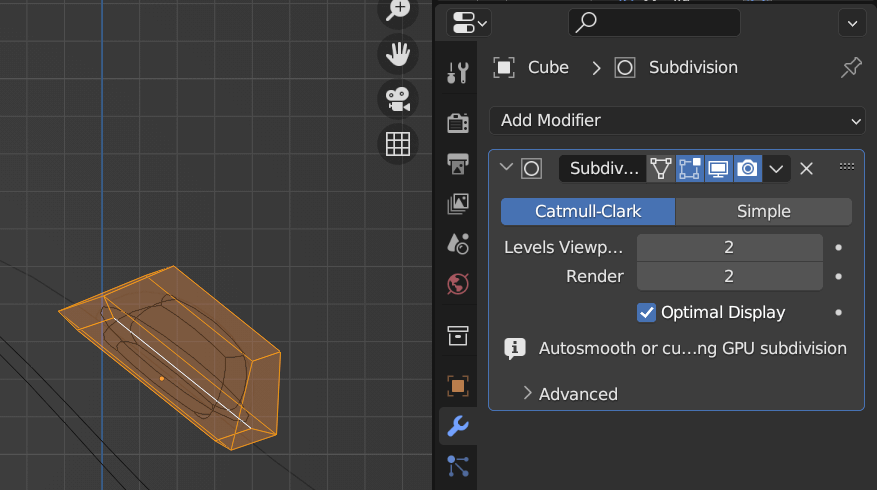 Cube > Subdivision
Add Modifier
Subdiv...
Catmull-Clark Simple
Levels Viewp... 2
Render 2
Optimal Display
Autosmooth or cu...ng GPU subdivision
Advanced